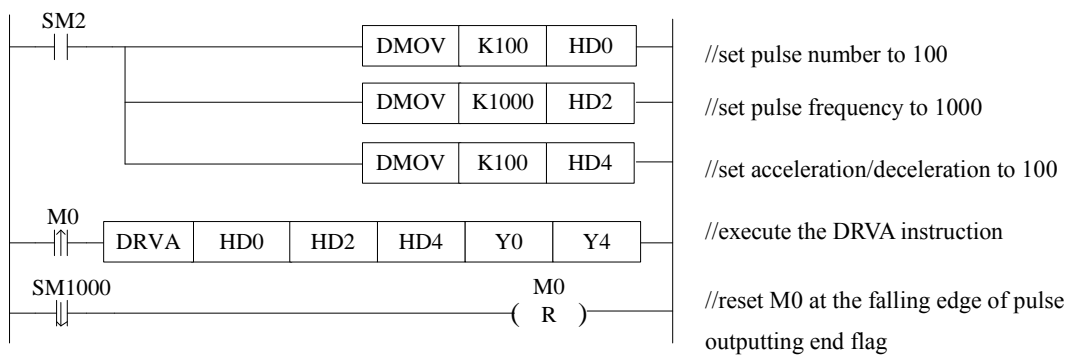 SM2
DMOV K100 HD0 //set pulse number to 100
DMOV K1000 HD2 //set pulse frequency to 1000
DMOV K100 HD4 //set acceleration/deceleration to 100
M0
DRVA HD0 HD2 HD4 Y0 Y4 //execute the DRVA instruction
SM1000 M0
( R ) //reset M0 at the falling edge of pulse
outputting end flag